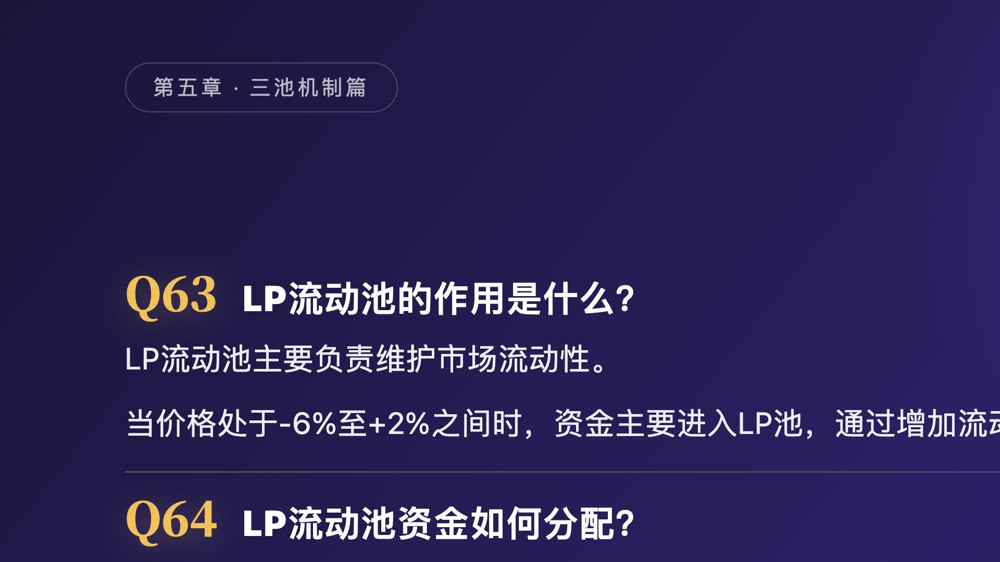 第五章 · 三池机制篇
Q63 LP流动池的作用是什么?
LP流动池主要负责维护市场流动性。
当价格处于-6%至+2%之间时，资金主要进入LP池，通过增加流
Q64 LP流动池资金如何分配?